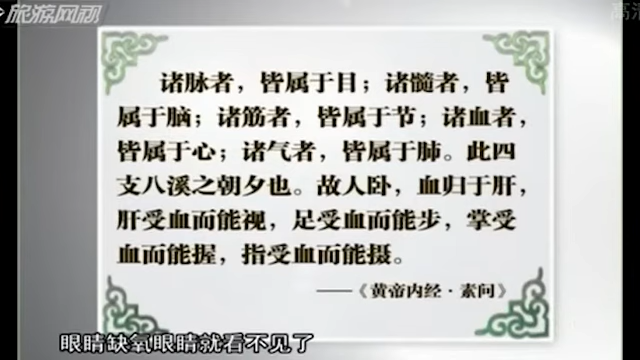 旅游网视
高清
诸脉者，皆属于目；诸髓者，皆
属于脑；诸筋者，皆属于节；诸血者，
皆属于心；诸气者，皆属于肺。此四
支八溪之朝夕也。故人卧，血归于肝，
肝受血而能视，足受血而能步，掌受
血而能握，指受血而能摄。
——《黄帝内经·素问》
眼睛缺氧眼睛就看不见了